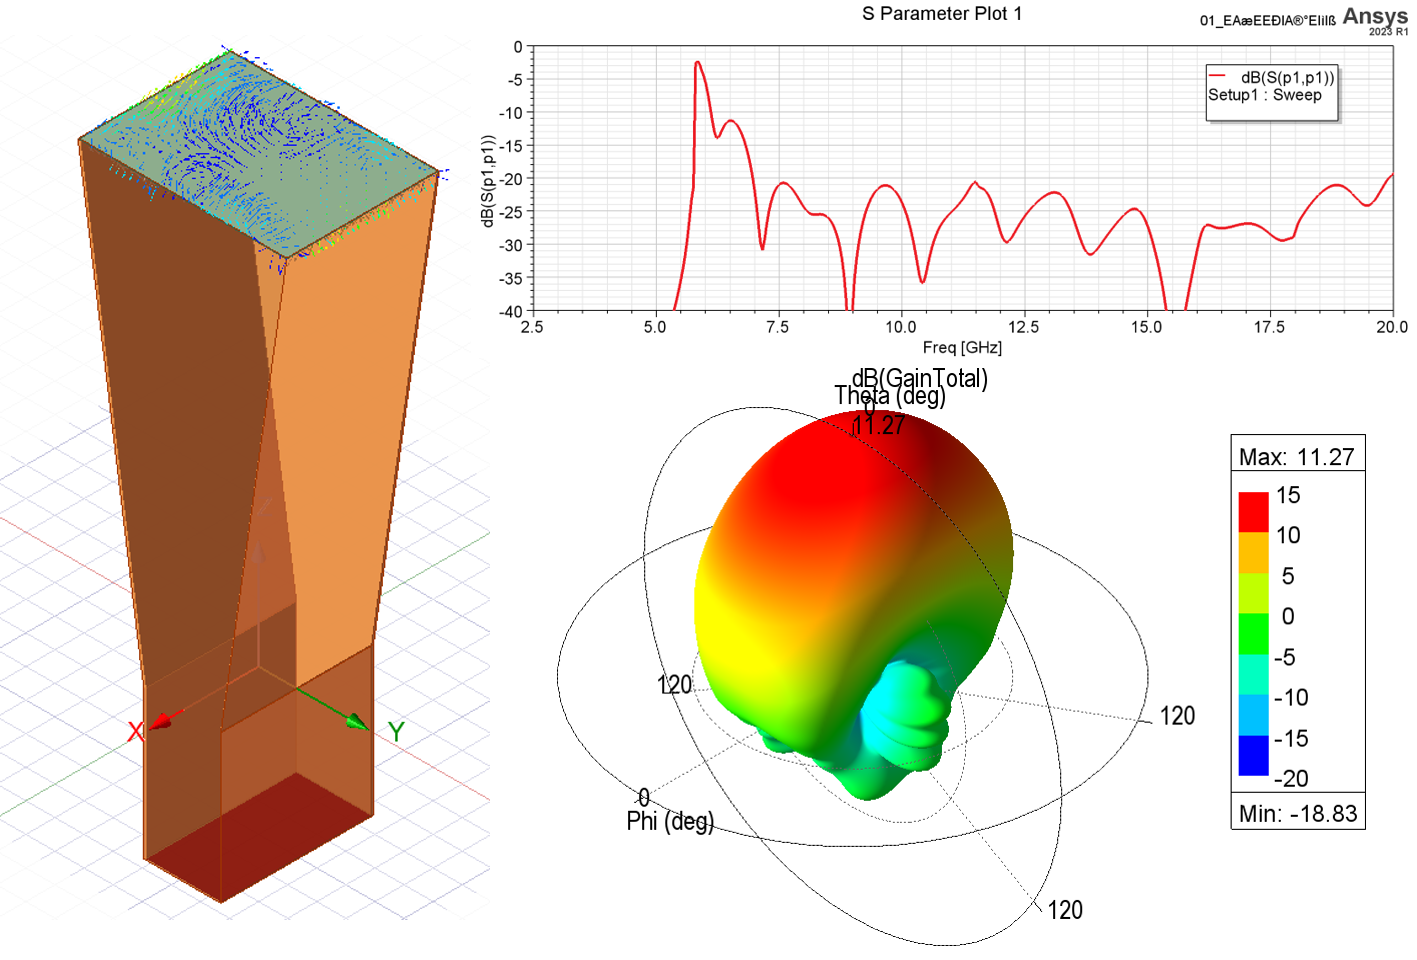 S Parameter Plot 1
01_EAæEEÐIA®°EIiIß
Ansys
2023 R1
0
-5
-10
-15
-20
-25
-30
-35
-40
dB(S(p1,p1))
dB(S(p1,p1))
Setup1 : Sweep
2.5 5.0 7.5 10.0 12.5 15.0 17.5 20.0
Freq [GHz]
X
Y
dB(GainTotal)
Theta (deg)
0
11.27
120
120
0
Phi (deg)
120
Max: 11.27
15
10
5
0
-5
-10
-15
-20
Min: -18.83